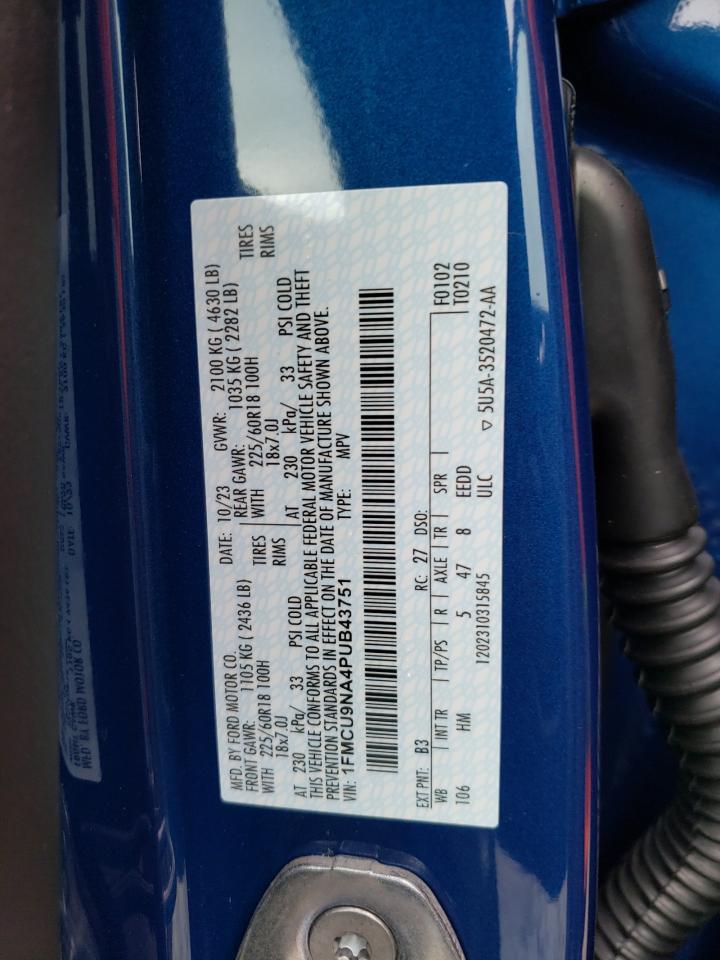 MFD. BY FORD MOTOR CO. DATE: 10/23 GVWR: 2100 KG ( 4630 LB)
FRONT GAWR: 1105 KG ( 2436 LB) REAR GAWR: 1035 KG ( 2282 LB)
WITH 225/60R18 100H TIRES WITH 225/60R18 100H TIRES
18x7.0J RIMS 18x7.0J RIMS
AT 230 kPa/ 33 PSI COLD AT 230 kPa/ 33 PSI COLD
THIS VEHICLE CONFORMS TO ALL APPLICABLE FEDERAL MOTOR VEHICLE SAFETY AND THEFT
PREVENTION STANDARDS IN EFFECT ON THE DATE OF MANUFACTURE SHOWN ABOVE.
VIN: 1FMCU9NA4PUB43751 TYPE: MPV
EXT PNT: B3 RC: 27 DSO: F0102
WB INT TR TP/PS R AXLE TR SPR T0210
106 HM 5 47 8 EEDD
1202310315845 ULC ▽ 5U5A-3520472-AA